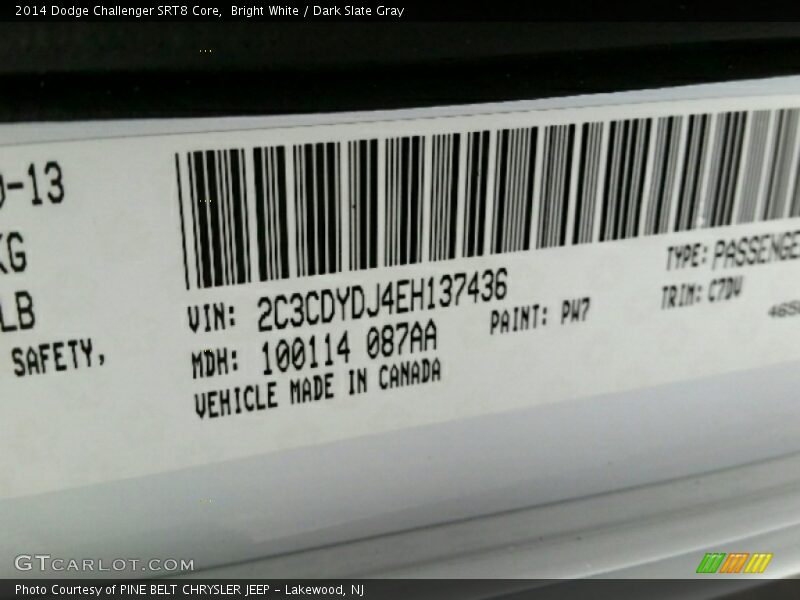 2014 Dodge Challenger SRT8 Core,  Bright White / Dark Slate Gray
-13
KG
LB
SAFETY,
VIN: 2C3CDYDJ4EH137436
MDH: 100114 087AA
VEHICLE MADE IN CANADA
PAINT: PW7
TYPE: PASSENGE
TRIM: C7DV
465
GTCARLOT.COM
Photo Courtesy of PINE BELT CHRYSLER JEEP - Lakewood, NJ